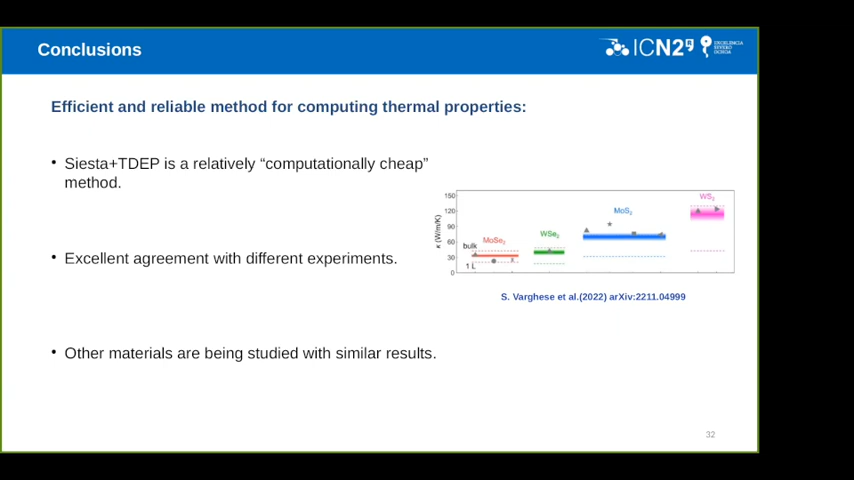 Conclusions
ICN2
EXCELENCIA
SEVERO
OCHOA
Efficient and reliable method for computing thermal properties:
• Siesta+TDEP is a relatively “computationally cheap”
method.
150
120
90
60
30
0
κ (W/m/K)
bulk
1 L
MoSe₂
WSe₂
MoS₂
WS₂
• Excellent agreement with different experiments.
S. Varghese et al.(2022) arXiv:2211.04999
• Other materials are being studied with similar results.
32